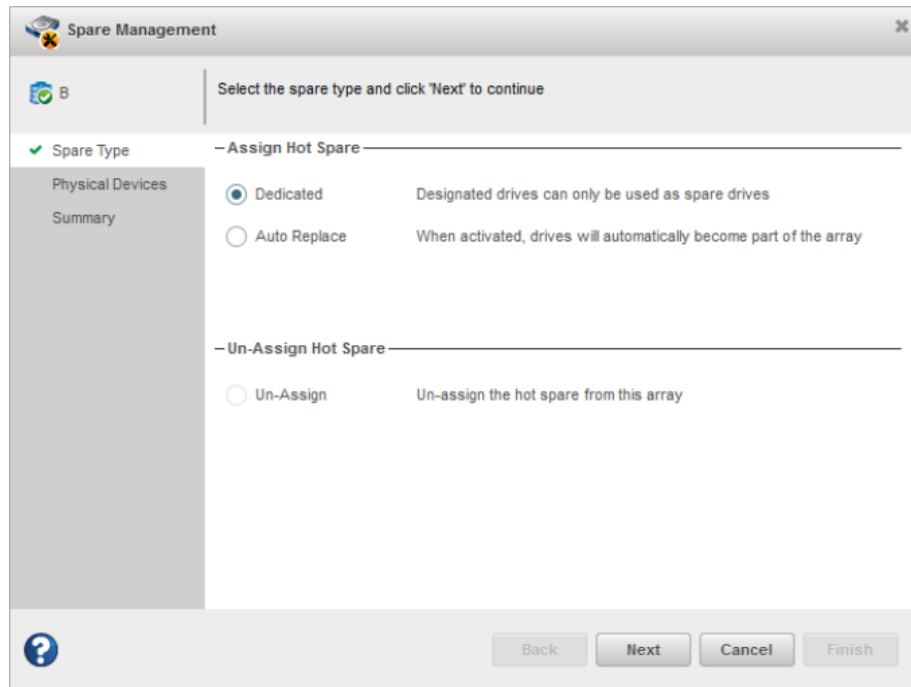 Spare Management
B
Select the spare type and click 'Next' to continue
Spare Type
Physical Devices
Summary
Assign Hot Spare
Dedicated Designated drives can only be used as spare drives
Auto Replace When activated, drives will automatically become part of the array
Un-Assign Hot Spare
Un-Assign Un-assign the hot spare from this array
?
Back Next Cancel Finish